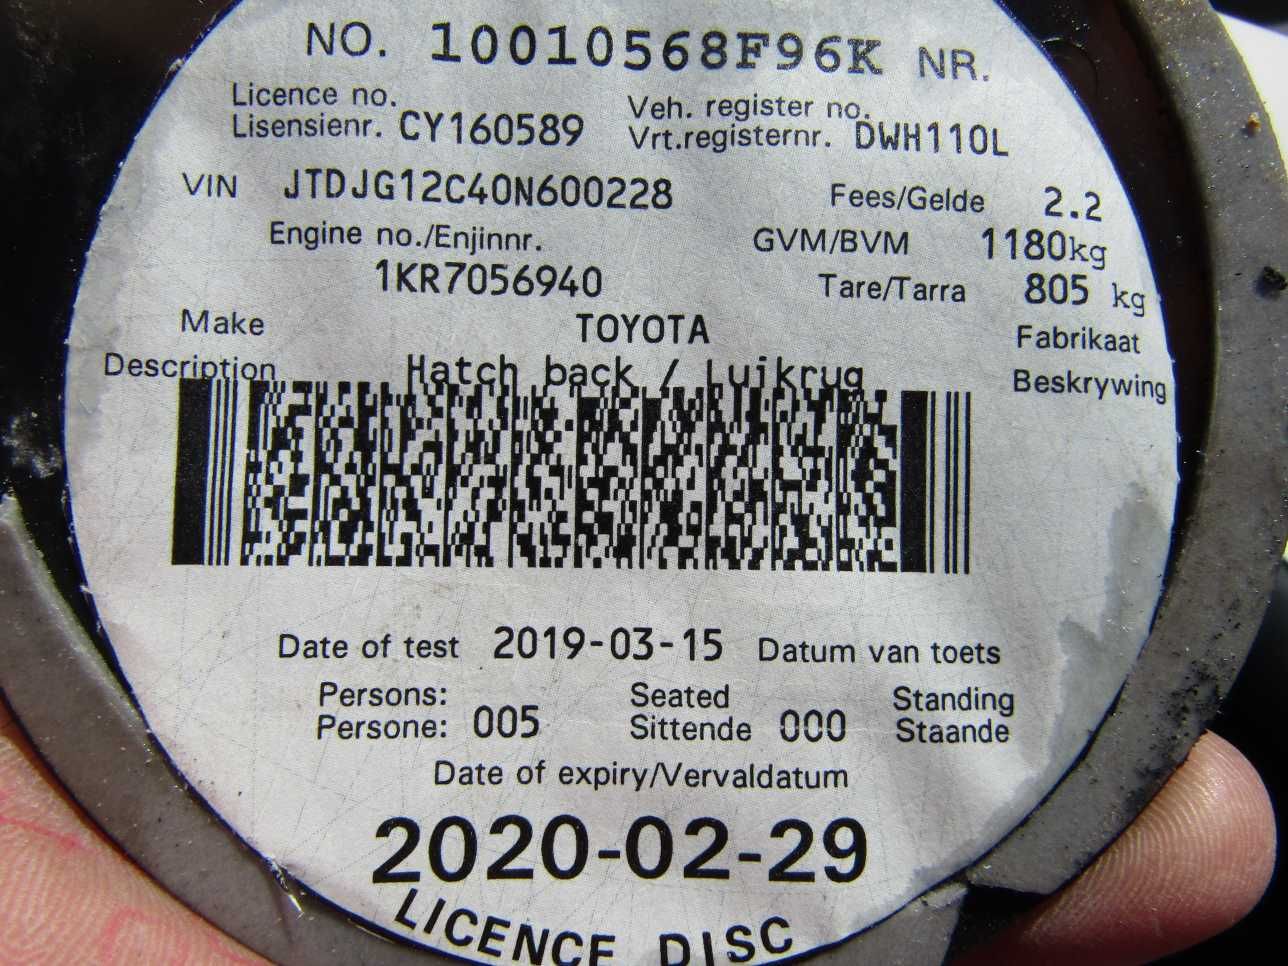 NO. 10010568F96K NR.
Licence no. Veh. register no.
Lisensienr. CY160589 Vrt.registernr. DWH110L
VIN JTDJG12C40N600228 Fees/Gelde 2.2
Engine no./Enjinnr. GVM/BVM 1180kg
1KR7056940 Tare/Tarra 805 kg
Make TOYOTA Fabrikaat
Description Hatch back / Luikrug Beskrywing
Date of test 2019-03-15 Datum van toets
Persons: Seated Standing
Persone: 005 Sittende 000 Staande
Date of expiry/Vervaldatum
2020-02-29
LICENCE DISC